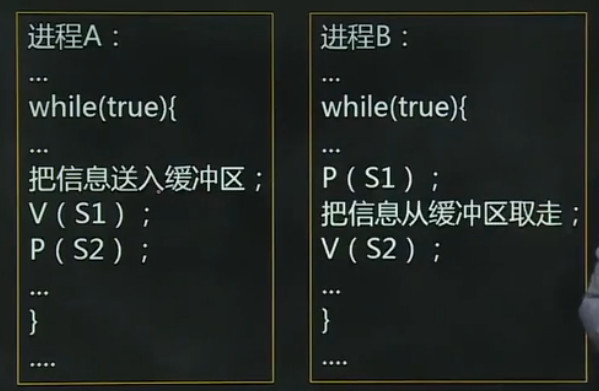 进程A：
...
while(true){
...
把信息送入缓冲区；
V（S1）；
P（S2）；
...
}
....
进程B：
...
while(true){
...
P（S1）；
把信息从缓冲区取走；
V（S2）；
...
}
....